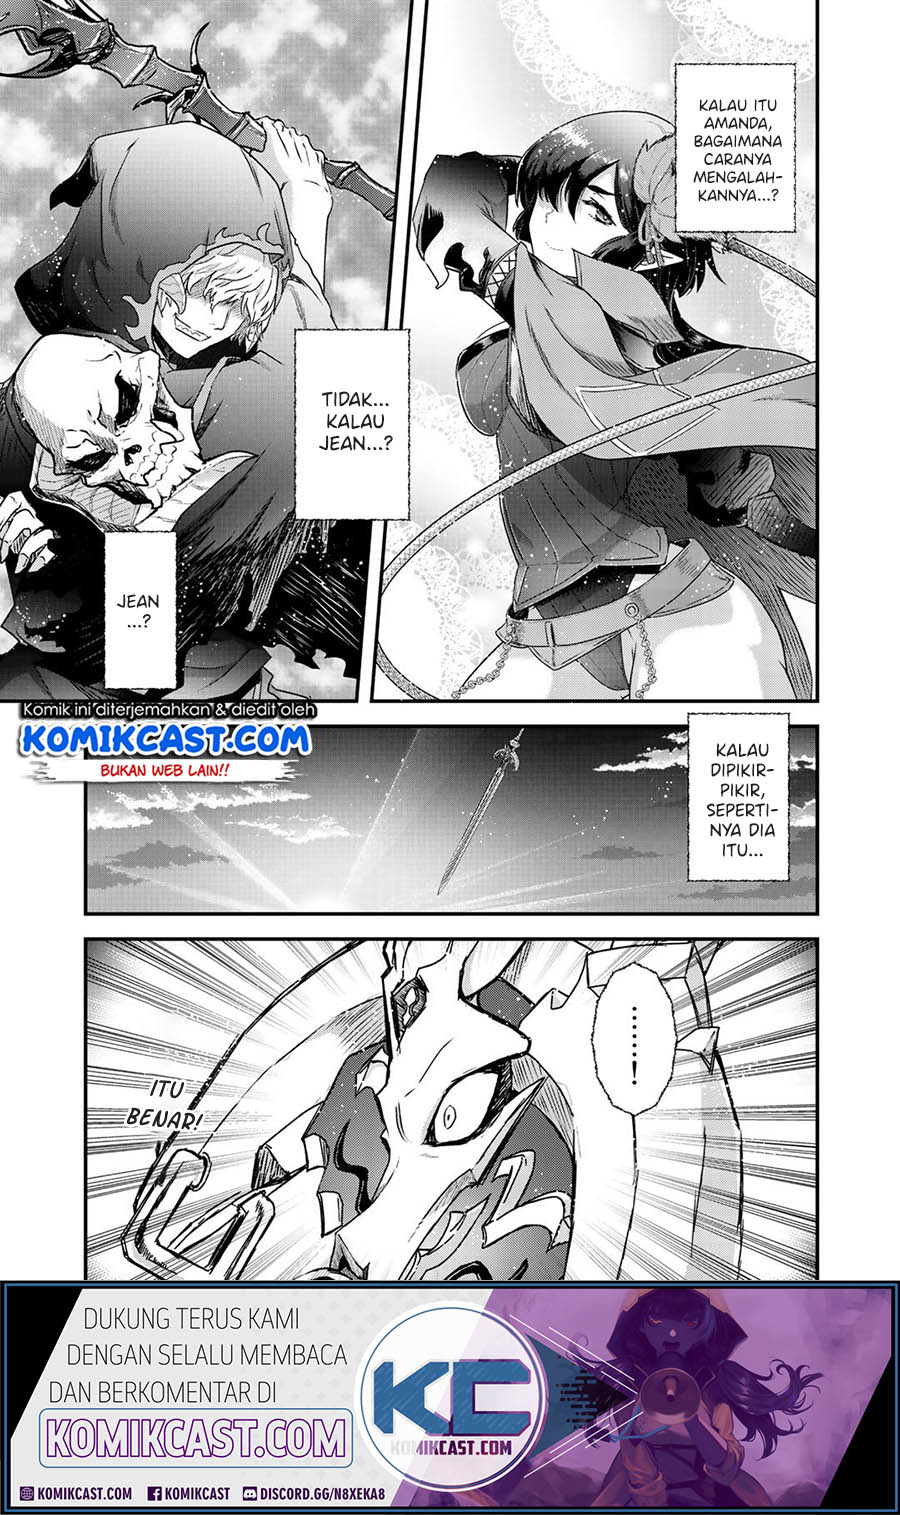 KALAU ITU
AMANDA,
BAGAIMANA
CARANYA
MENGALAH-
KANNYA...?
TIDAK...
KALAU
JEAN...?
JEAN
...?
Komik ini diterjemahkan & diedit oleh
KOMIKCAST.COM
BUKAN WEB LAIN!!
KALAU
DIPIKIR-
PIKIR,
SEPERTI-
NYA DIA
ITU...
......!
ITU
BENAR!
DUKUNG TERUS KAMI
DENGAN SELALU MEMBACA
DAN BERKOMENTAR DI
KOMIKCAST.COM
KC
KOMIKCAST.COM
KOMIKCAST.COM
KOMIKCAST
DISCORD.GG/N8XEKA8